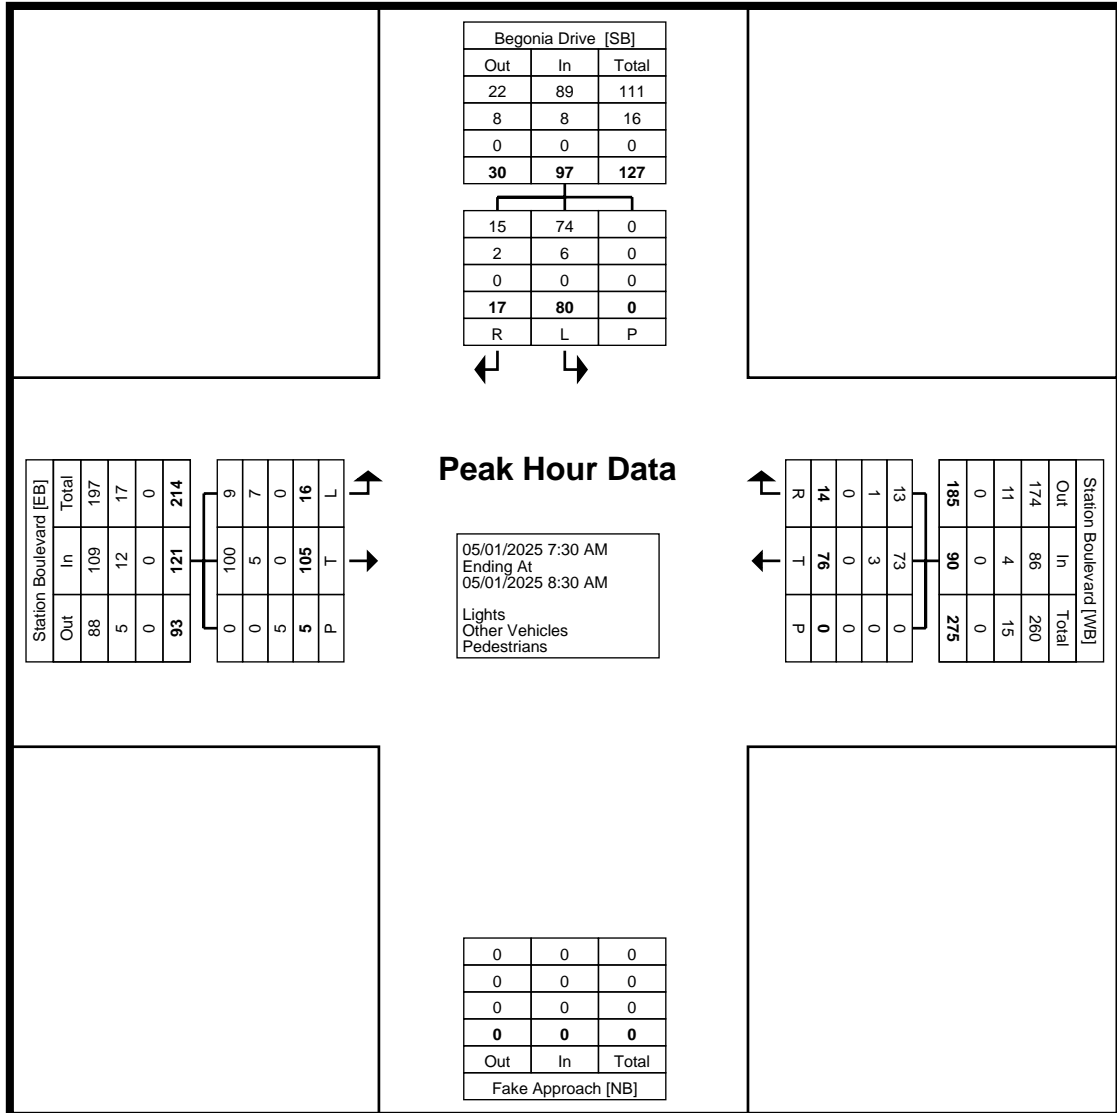 Begonia Drive [SB]
Out In Total
22 89 111
8 8 16
0 0 0
30 97 127
15 74 0
2 6 0
0 0 0
17 80 0
R L P
Peak Hour Data
05/01/2025 7:30 AM
Ending At
05/01/2025 8:30 AM
Lights
Other Vehicles
Pedestrians
Station Boulevard [EB]
Out In Total
88 109 197
5 12 17
0 0 0
93 121 214
0 100 9
0 5 7
5 0 0
5 105 16
P T L
Station Boulevard [WB]
Out In Total
174 86 260
11 4 15
0 0 0
185 90 275
13 73 0
1 3 0
0 0 0
14 76 0
R T P
0 0 0
0 0 0
0 0 0
0 0 0
Out In Total
Fake Approach [NB]